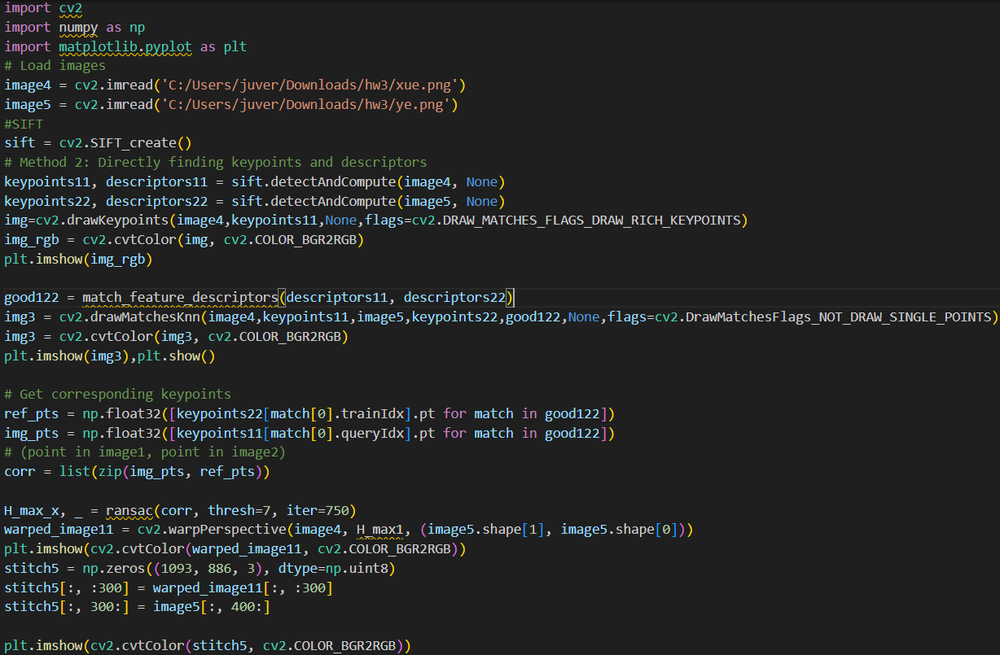 import cv2
import numpy as np
import matplotlib.pyplot as plt
# Load images
image4 = cv2.imread('C:/Users/juver/Downloads/hw3/xue.png')
image5 = cv2.imread('C:/Users/juver/Downloads/hw3/ye.png')
#SIFT
sift = cv2.SIFT_create()
# Method 2: Directly finding keypoints and descriptors
keypoints11, descriptors11 = sift.detectAndCompute(image4, None)
keypoints22, descriptors22 = sift.detectAndCompute(image5, None)
img=cv2.drawKeypoints(image4,keypoints11,None,flags=cv2.DRAW_MATCHES_FLAGS_DRAW_RICH_KEYPOINTS)
img_rgb = cv2.cvtColor(img, cv2.COLOR_BGR2RGB)
plt.imshow(img_rgb)
good122 = match_feature_descriptors(descriptors11, descriptors22)
img3 = cv2.drawMatchesKnn(image4,keypoints11,image5,keypoints22,good122,None,flags=cv2.DrawMatchesFlags_NOT_DRAW_SINGLE_POINTS)
img3 = cv2.cvtColor(img3, cv2.COLOR_BGR2RGB)
plt.imshow(img3),plt.show()
# Get corresponding keypoints
ref_pts = np.float32([keypoints22[match[0].trainIdx].pt for match in good122])
img_pts = np.float32([keypoints11[match[0].queryIdx].pt for match in good122])
# (point in image1, point in image2)
corr = list(zip(img_pts, ref_pts))
H_max_x, _ = ransac(corr, thresh=7, iter=750)
warped_image11 = cv2.warpPerspective(image4, H_max1, (image5.shape[1], image5.shape[0]))
plt.imshow(cv2.cvtColor(warped_image11, cv2.COLOR_BGR2RGB))
stitch5 = np.zeros((1093, 886, 3), dtype=np.uint8)
stitch5[:, :300] = warped_image11[:, :300]
stitch5[:, 300:] = image5[:, 400:]
plt.imshow(cv2.cvtColor(stitch5, cv2.COLOR_BGR2RGB))